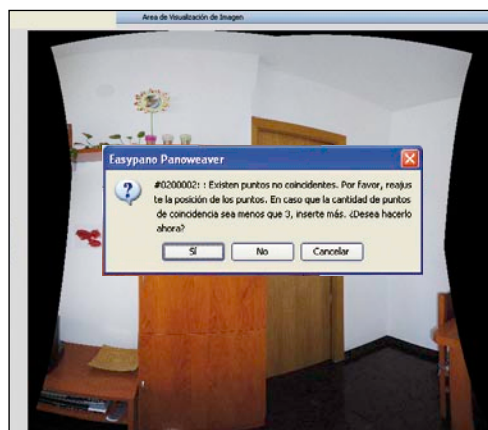 Area de Visualización de Imagen
Easypano Panoweaver
#0200002: : Existen puntos no coincidentes. Por favor, reajus
te la posición de los puntos. En caso que la cantidad de puntos
de coincidencia sea menos que 3, inserte más. ¿Desea hacerlo
ahora?
Sí No Cancelar